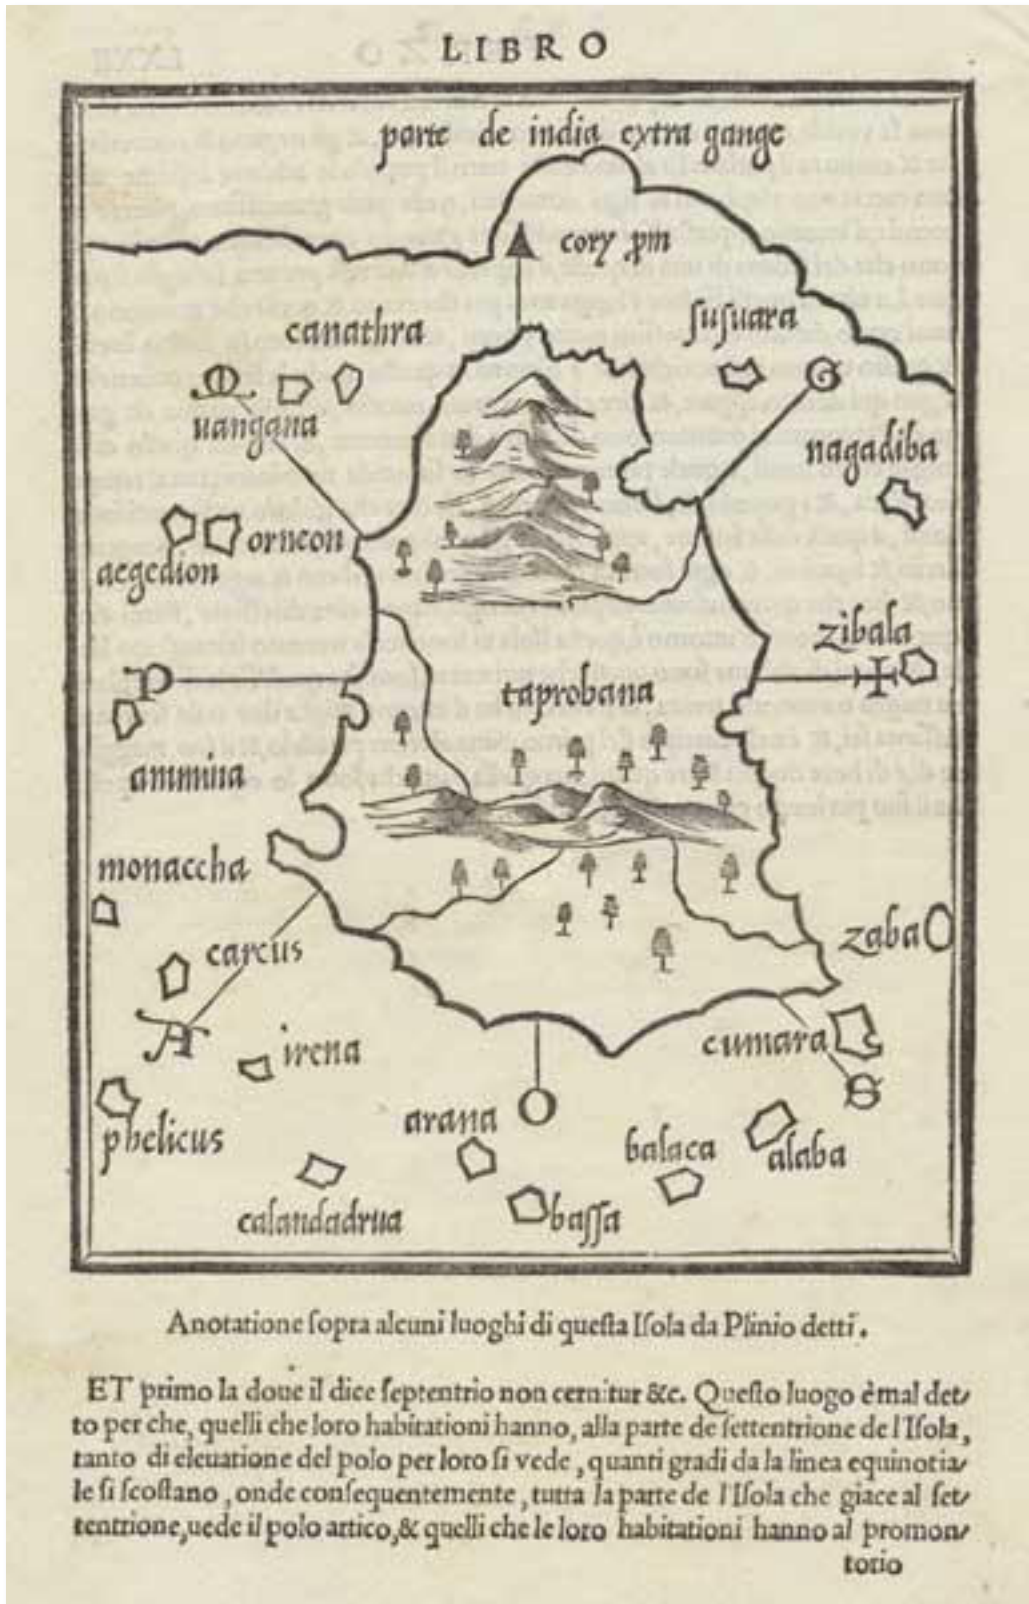 LIBRO
parte de india extra gange
cory pm
canathra
susuara
M
G
uangana
nagadiba
orneon
aegedion
zibala
P
taprobana
ammina
monaccha
zaba
carcus
A
irena
cumara
S
phelicus
arana
O
balaca
alaba
calandadrua
bassa
Anotatione sopra alcuni luoghi di questa Isola da Plinio detti.
ET primo la doue il dice septentrio non cernitur &c. Questo luogo è mal det-
to per che, quelli che loro habitationi hanno, alla parte de settentrione de l'Isola,
tanto di eleuatione del polo per loro si vede, quanti gradi da la linea equinotia-
le si scostano, onde consequentemente, tutta la parte de l'Isola che giace al set-
tentrione, uede il polo artico, & quelli che le loro habitationi hanno al promon-
torio